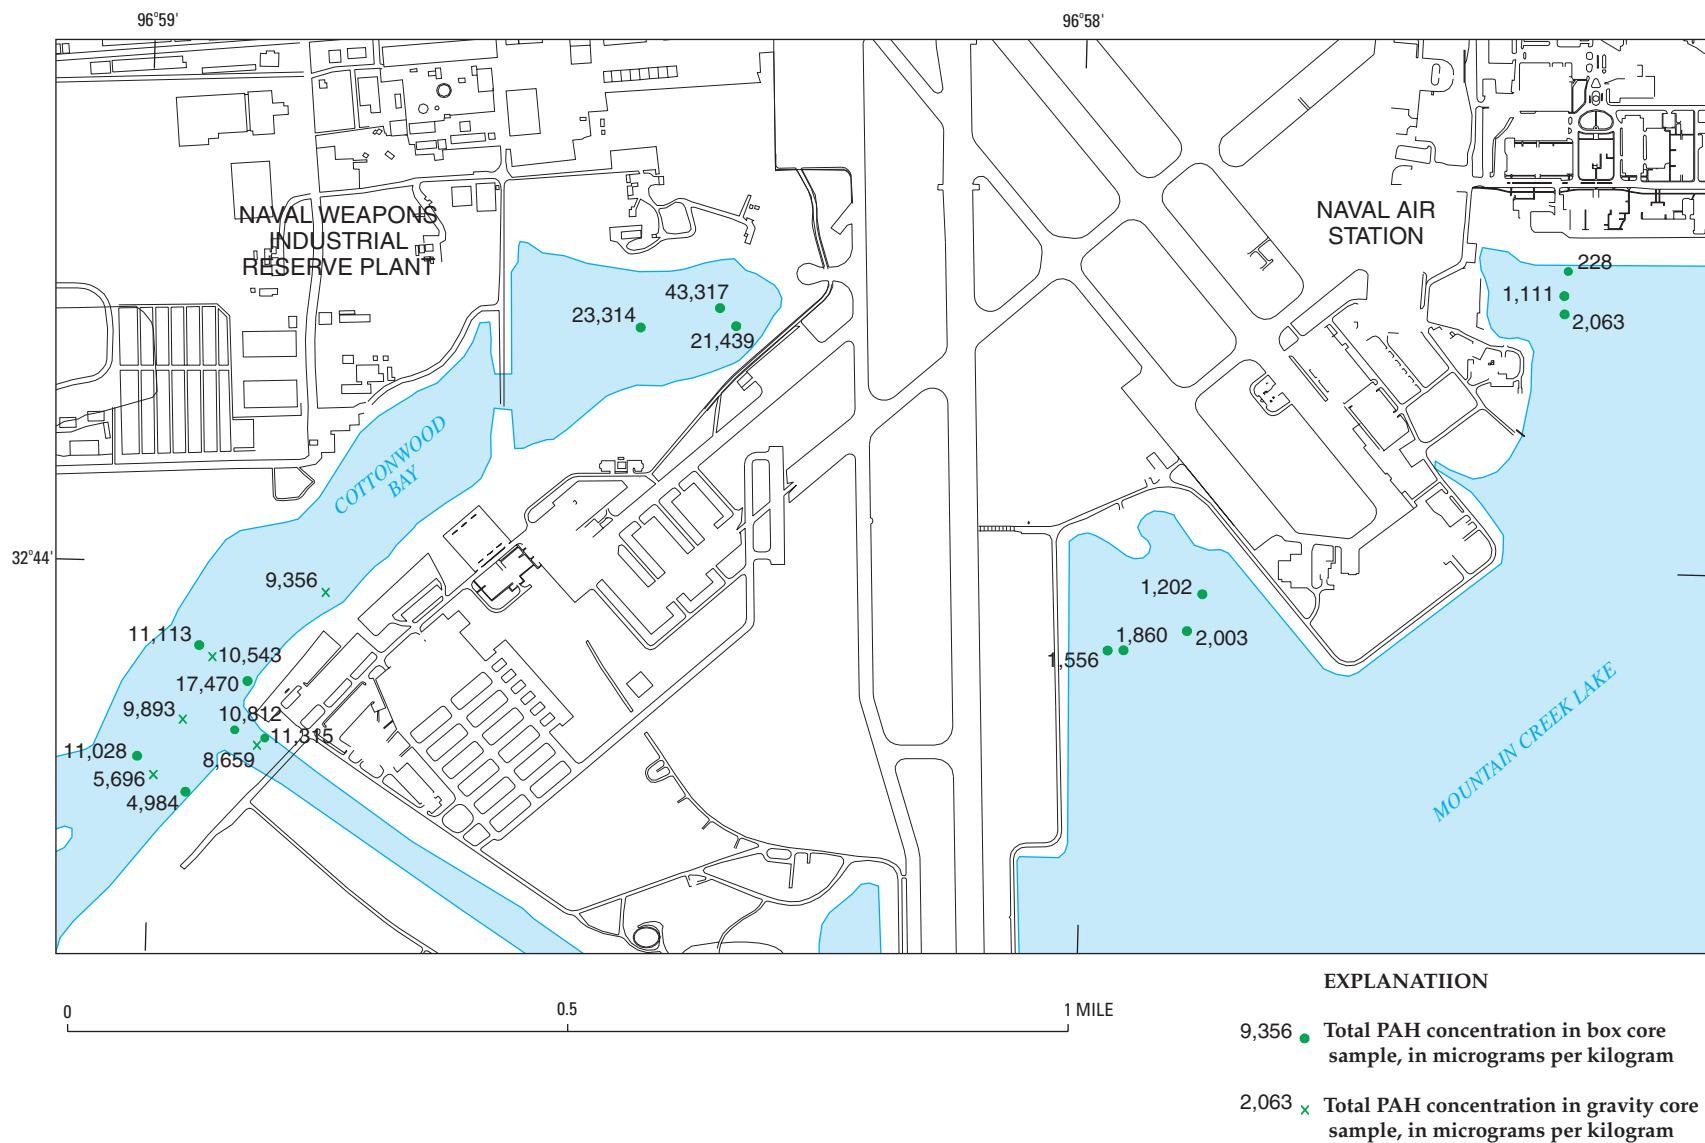 96°59'
96°58'
NAVAL WEAPONS
INDUSTRIAL
RESERVE PLANT
NAVAL AIR
STATION
228
1,111
2,063
43,317
23,314
21,439
COTTONWOOD
BAY
32°44'
9,356
11,113
10,543
17,470
9,893
10,812
11,315
11,028
8,659
5,696
4,984
1,202
1,860
2,003
1,556
MOUNTAIN CREEK LAKE
0
0.5
1 MILE
EXPLANATIION
9,356 Total PAH concentration in box core
sample, in micrograms per kilogram
2,063 x Total PAH concentration in gravity core
sample, in micrograms per kilogram